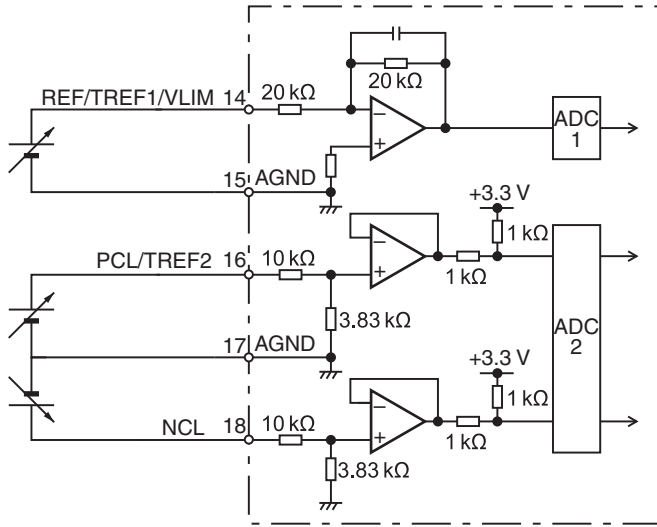 REF/TREF1/VLIM 14
20 kΩ
20 kΩ
−
+
ADC
1
15 AGND
+3.3 V
1 kΩ
PCL/TREF2 16
10 kΩ
−
+
1 kΩ
3.83 kΩ
17 AGND
ADC
2
+3.3 V
1 kΩ
NCL 18
10 kΩ
−
+
1 kΩ
3.83 kΩ